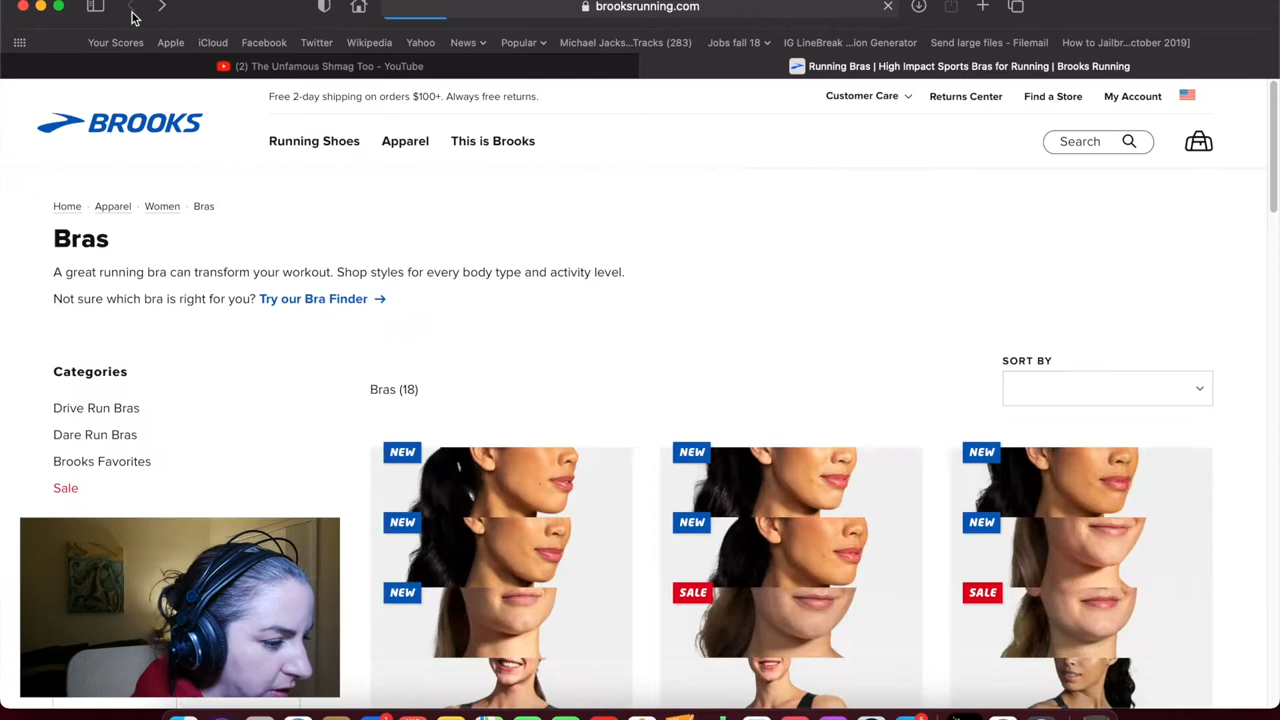 brooksrunning.com
Your Scores Apple iCloud Facebook Twitter Wikipedia Yahoo News Popular Michael Jacks...Tracks (283) Jobs fall 18 IG LineBreak ...ion Generator Send large files - Filemail How to Jailbr...ctober 2019]
(2) The Unfamous Shmag Too - YouTube
Running Bras | High Impact Sports Bras for Running | Brooks Running
Free 2-day shipping on orders $100+. Always free returns.
Customer Care Returns Center Find a Store My Account
BROOKS
Running Shoes Apparel This is Brooks
Search
Home · Apparel · Women · Bras
Bras
A great running bra can transform your workout. Shop styles for every body type and activity level.
Not sure which bra is right for you? Try our Bra Finder →
Categories
Drive Run Bras
Dare Run Bras
Brooks Favorites
Sale
Bras (18)
SORT BY
NEW NEW NEW
NEW NEW NEW
NEW SALE SALE